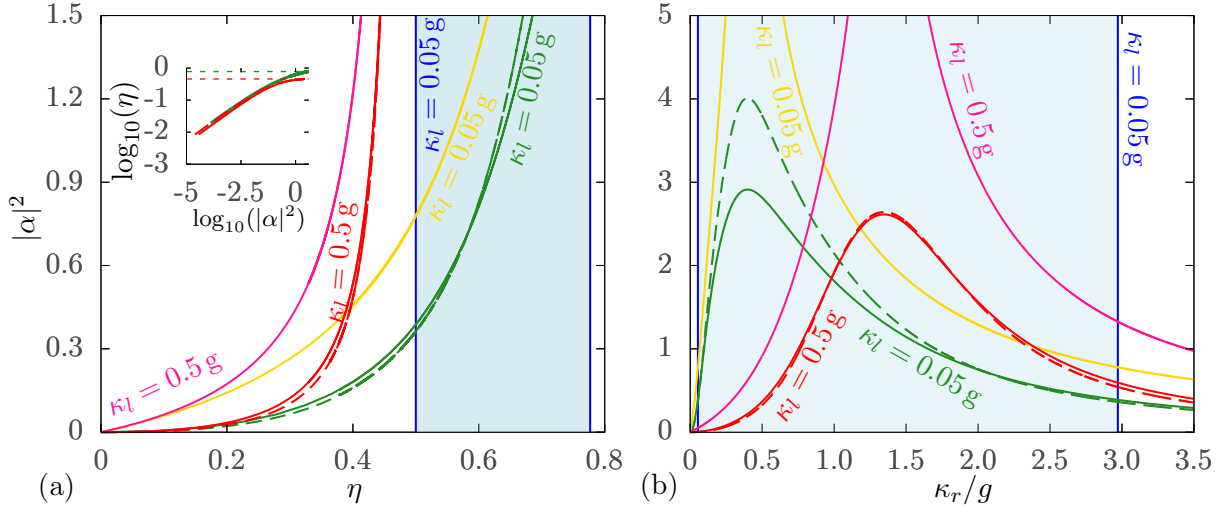 1.5
1.2
0.9
0.6
0.3
0
0
0.2
0.4
0.6
0.8
|α|²
η
(a)
0
-1
-2
-3
-5
-2.5
0
log₁₀(η)
log₁₀(|α|²)
κₗ = 0.5 g
κₗ = 0.5 g
κₗ = 0.05 g
κₗ = 0.05 g
κₗ = 0.05 g
5
4
3
2
1
0
0
0.5
1.0
1.5
2.0
2.5
3.0
3.5
κᵣ/g
(b)
κₗ = 0.05 g
κₗ = 0.5 g
κₗ = 0.05 g
κₗ = 0.5 g
κₗ = 0.05 g